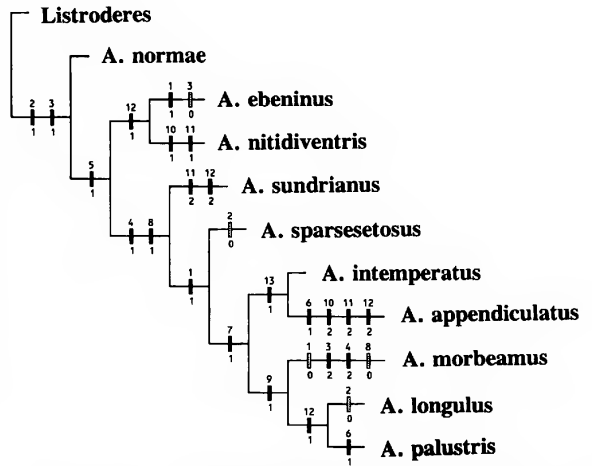 Listroderes
A. normae
1 3
12 A. ebeninus
2 3 1 0
1 10 11
1 1 A. nitidiventris
5 1 1
11 12
1 A. sundrianus
4 8 2 2
2
A. sparsesetosus
1 1 0
1 13 A. intemperatus
1 6 10 11 12
1 A. appendiculatus
7 1 2 2 2
1 3 4 8
1 A. morbeamus
9 0 2 2 0
2
1 12 A. longulus
0
1 6
A. palustris
1